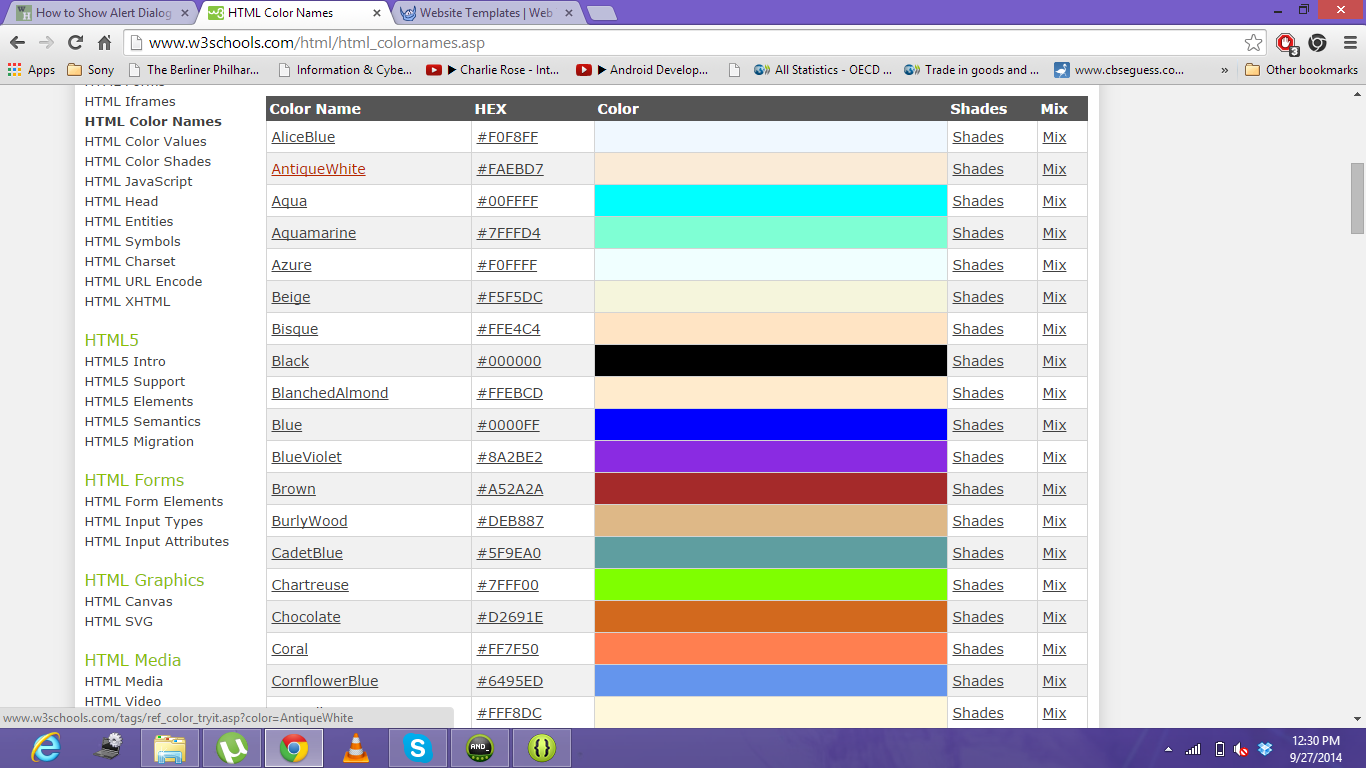 How to Show Alert Dialog
HTML Color Names
Website Templates | Web
www.w3schools.com/html/html_colornames.asp
3
Apps
Sony
The Berliner Philhar...
Information & Cybe...
▶ Charlie Rose - Int...
▶ Android Develop...
All Statistics - OECD ...
Trade in goods and ...
www.cbseguess.co...
»
Other bookmarks
HTML Iframes
HTML Color Names
HTML Color Values
HTML Color Shades
HTML JavaScript
HTML Head
HTML Entities
HTML Symbols
HTML Charset
HTML URL Encode
HTML XHTML
HTML5
HTML5 Intro
HTML5 Support
HTML5 Elements
HTML5 Semantics
HTML5 Migration
HTML Forms
HTML Form Elements
HTML Input Types
HTML Input Attributes
HTML Graphics
HTML Canvas
HTML SVG
HTML Media
HTML Media
HTML Video
Color Name HEX Color Shades Mix
AliceBlue #F0F8FF Shades Mix
AntiqueWhite #FAEBD7 Shades Mix
Aqua #00FFFF Shades Mix
Aquamarine #7FFFD4 Shades Mix
Azure #F0FFFF Shades Mix
Beige #F5F5DC Shades Mix
Bisque #FFE4C4 Shades Mix
Black #000000 Shades Mix
BlanchedAlmond #FFEBCD Shades Mix
Blue #0000FF Shades Mix
BlueViolet #8A2BE2 Shades Mix
Brown #A52A2A Shades Mix
BurlyWood #DEB887 Shades Mix
CadetBlue #5F9EA0 Shades Mix
Chartreuse #7FFF00 Shades Mix
Chocolate #D2691E Shades Mix
Coral #FF7F50 Shades Mix
CornflowerBlue #6495ED Shades Mix
#FFF8DC Shades Mix
www.w3schools.com/tags/ref_color_tryit.asp?color=AntiqueWhite
AND_
12:30 PM
9/27/2014